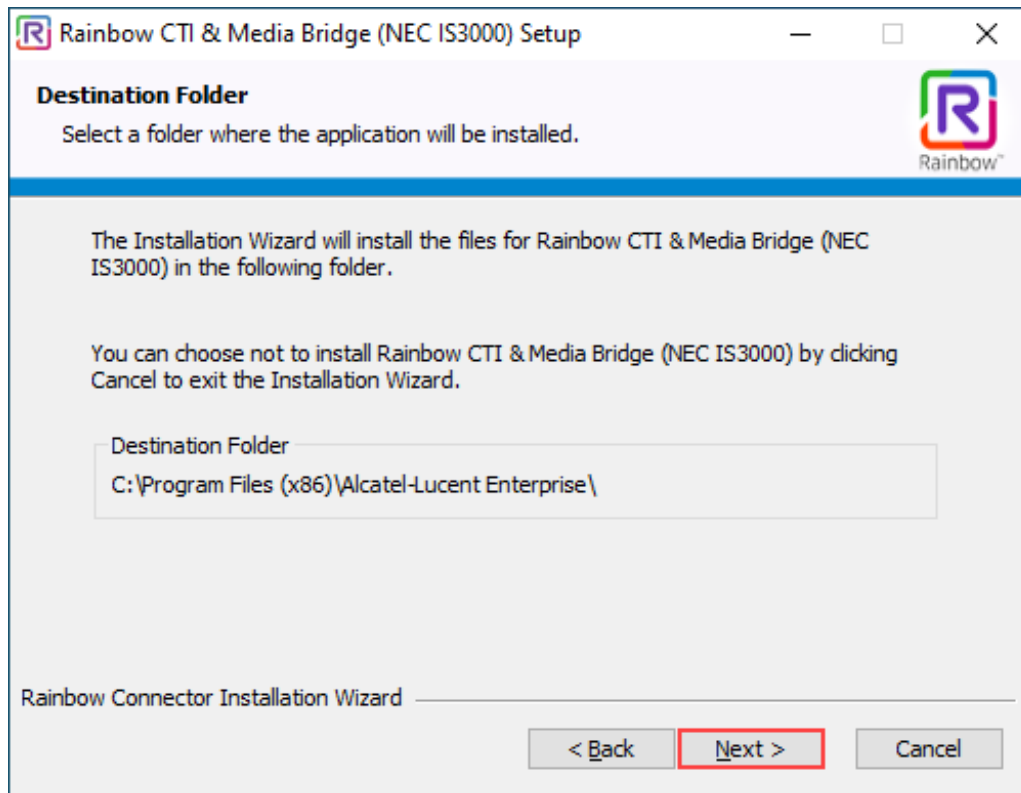 Rainbow CTI & Media Bridge (NEC IS3000) Setup
Destination Folder
Select a folder where the application will be installed.
Rainbow™
The Installation Wizard will install the files for Rainbow CTI & Media Bridge (NEC
IS3000) in the following folder.
You can choose not to install Rainbow CTI & Media Bridge (NEC IS3000) by clicking
Cancel to exit the Installation Wizard.
Destination Folder
C:\Program Files (x86)\Alcatel-Lucent Enterprise\
Rainbow Connector Installation Wizard
< Back Next > Cancel